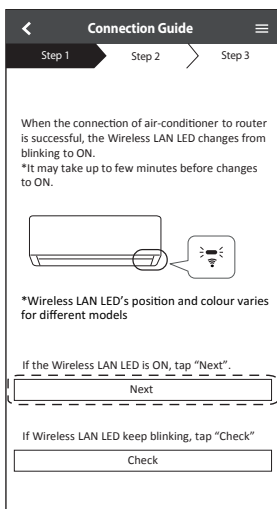 Connection Guide
Step 1
Step 2
Step 3
When the connection of air-conditioner to router
is successful, the Wireless LAN LED changes from
blinking to ON.
*It may take up to few minutes before changes
to ON.
*Wireless LAN LED's position and colour varies
for different models
If the Wireless LAN LED is ON, tap “Next”.
Next
If Wireless LAN LED keep blinking, tap “Check”
Check